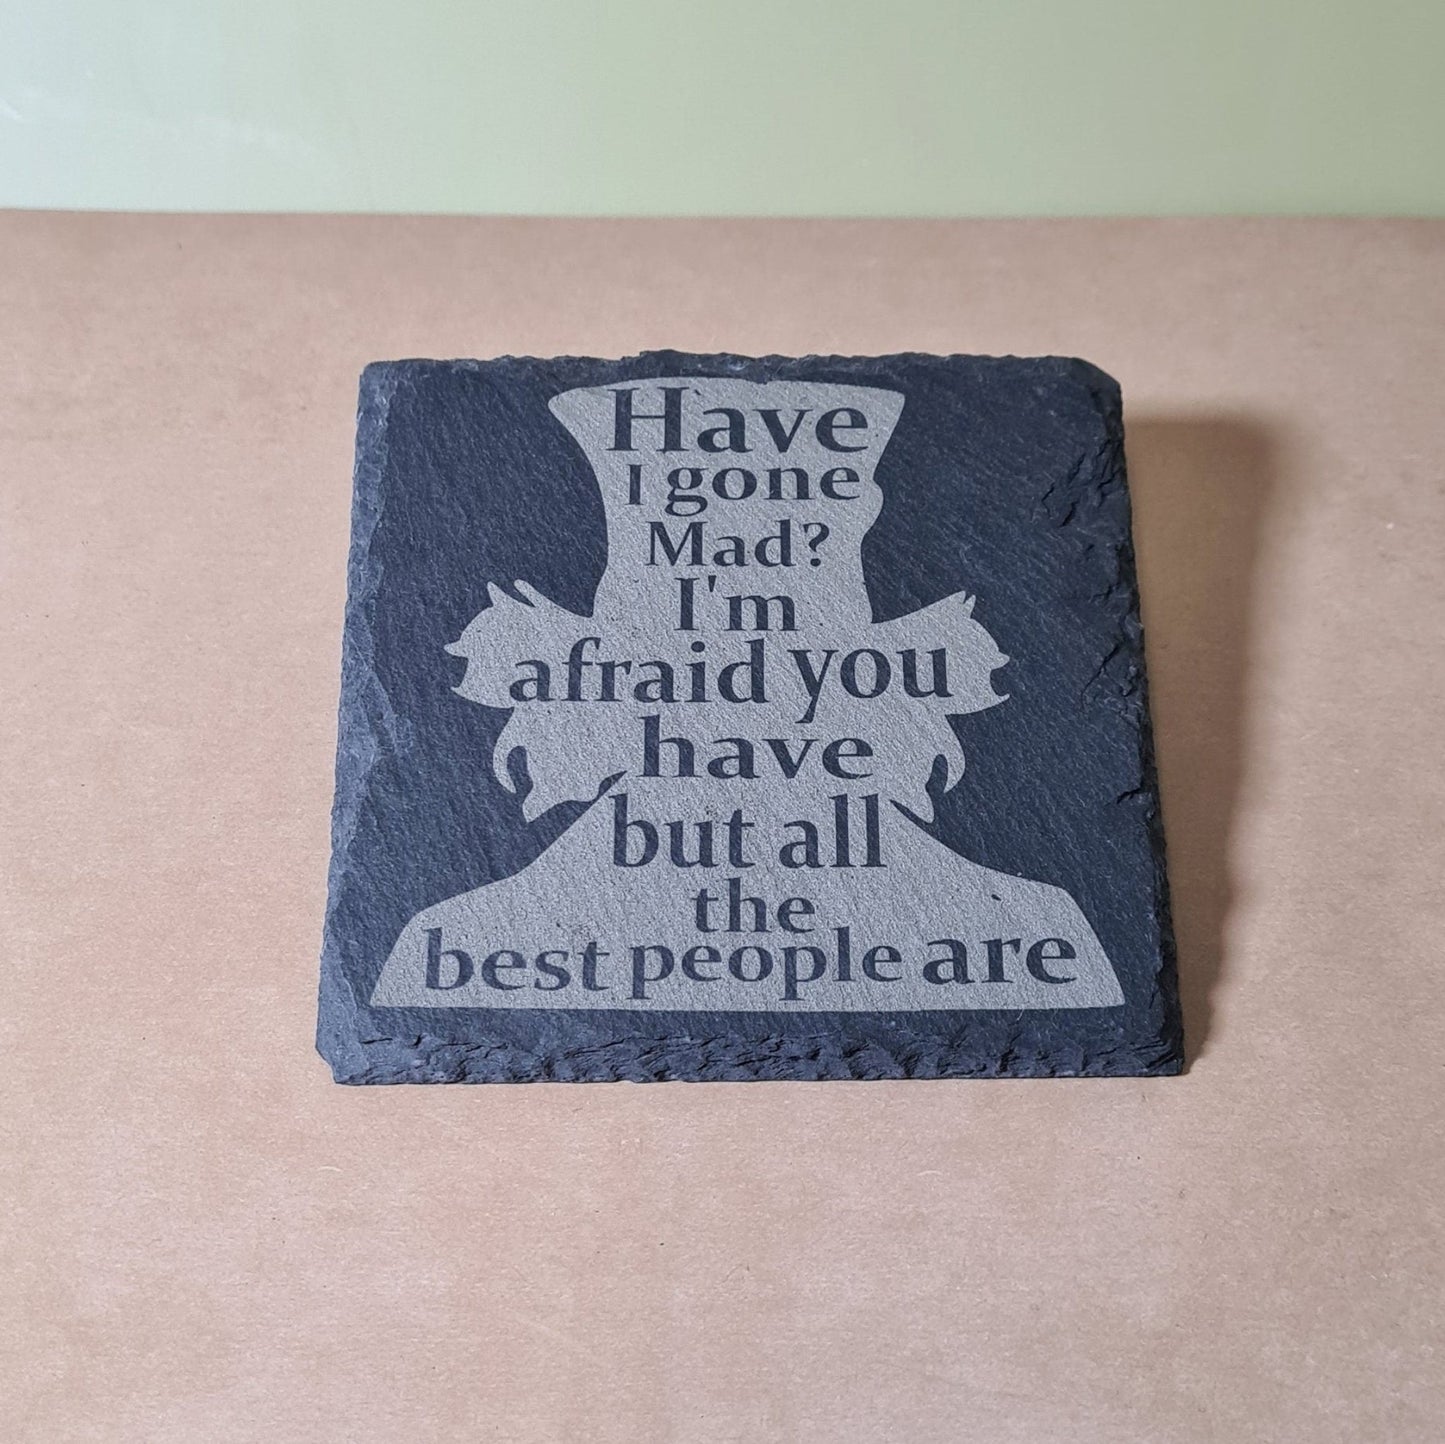 Have
I gone
Mad?
I'm
afraid you
have
but all
the
best people are